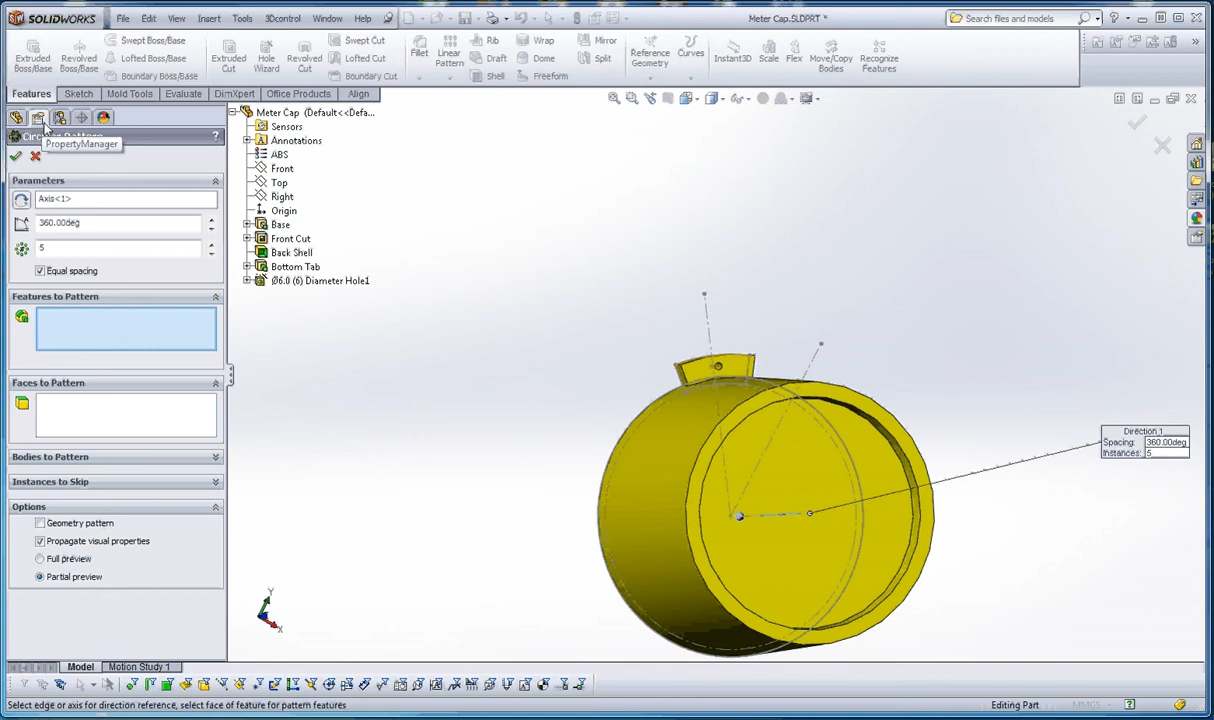 SOLIDWORKS File Edit View Insert Tools 3Dcontrol Window Help Meter Cap.SLDPRT * Search files and models
Extruded Boss/Base Revolved Boss/Base Swept Boss/Base Lofted Boss/Base Boundary Boss/Base Extruded Cut Hole Wizard Revolved Cut Swept Cut Lofted Cut Boundary Cut Fillet Linear Pattern Rib Draft Shell Wrap Dome Freeform Mirror Split Reference Geometry Curves Instant3D Scale Flex Move/Copy Bodies Recognize Features
Features Sketch Mold Tools Evaluate DimXpert Office Products Align
PropertyManager
Parameters
Axis<1>
360.00deg
5
Equal spacing
Features to Pattern
Faces to Pattern
Bodies to Pattern
Instances to Skip
Options
Geometry pattern
Propagate visual properties
Full preview
Partial preview
Meter Cap (Default<<Defa...
Sensors
Annotations
ABS
Front
Top
Right
Origin
Base
Front Cut
Back Shell
Bottom Tab
Ø6.0 (6) Diameter Hole1
Direction 1
Spacing: 360.00deg
Instances: 5
Y
X
Model Motion Study 1
Select edge or axis for direction reference, select face of feature for pattern features Editing Part MMGS